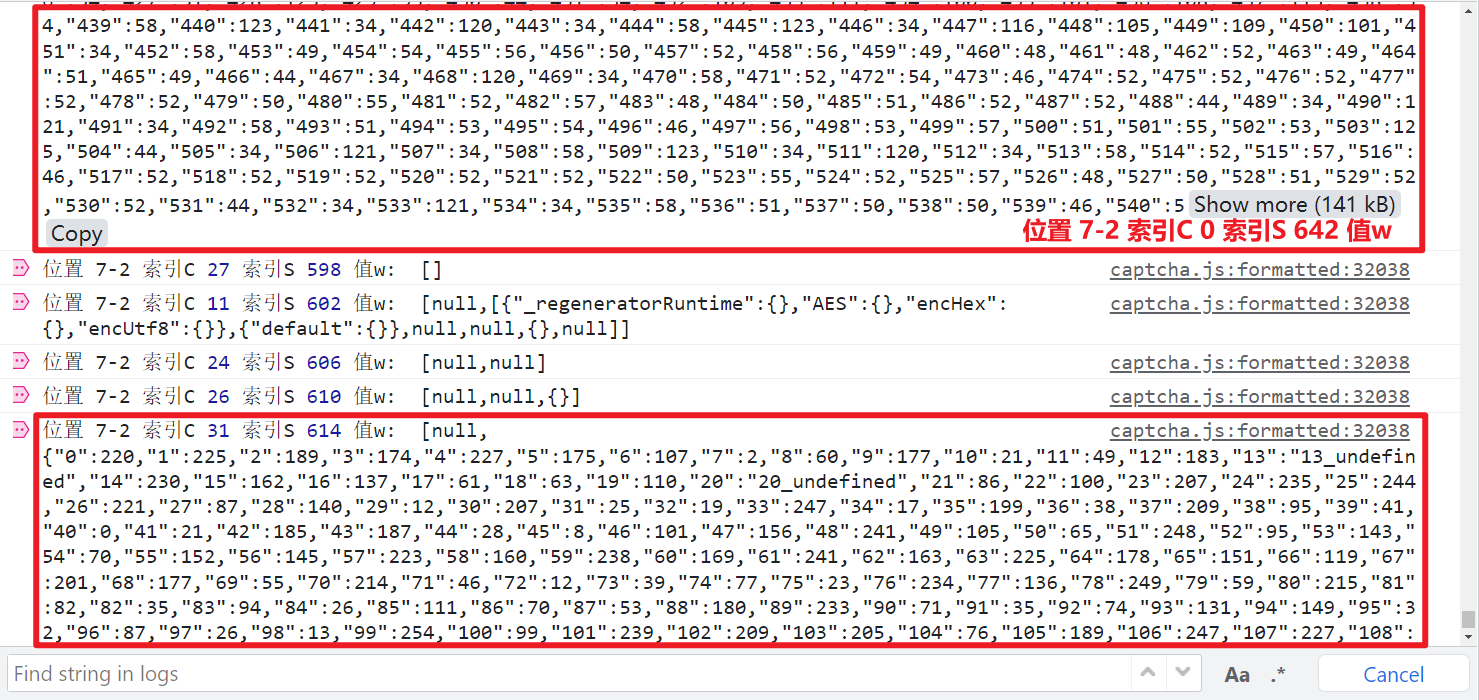 4,"439":58,"440":123,"441":34,"442":120,"443":34,"444":58,"445":123,"446":34,"447":116,"448":105,"449":109,"450":101,"4
51":34,"452":58,"453":49,"454":54,"455":56,"456":50,"457":52,"458":56,"459":49,"460":48,"461":48,"462":52,"463":49,"464
":51,"465":49,"466":44,"467":34,"468":120,"469":34,"470":58,"471":52,"472":54,"473":46,"474":52,"475":52,"476":52,"477"
:52,"478":52,"479":50,"480":55,"481":52,"482":57,"483":48,"484":50,"485":51,"486":52,"487":52,"488":44,"489":34,"490":1
21,"491":34,"492":58,"493":51,"494":53,"495":54,"496":46,"497":56,"498":53,"499":57,"500":51,"501":55,"502":53,"503":12
5,"504":44,"505":34,"506":121,"507":34,"508":58,"509":123,"510":34,"511":120,"512":34,"513":58,"514":52,"515":57,"516":
46,"517":52,"518":52,"519":52,"520":52,"521":52,"522":50,"523":55,"524":52,"525":57,"526":48,"527":50,"528":51,"529":52
,"530":52,"531":44,"532":34,"533":121,"534":34,"535":58,"536":51,"537":50,"538":50,"539":46,"540":5 Show more (141 kB)
Copy
位置 7-2 索引C 0 索引S 642 值w
位置 7-2 索引C 27 索引S 598 值w: [] captcha.js:formatted:32038
位置 7-2 索引C 11 索引S 602 值w: [null,[{"_regeneratorRuntime":{},"AES":{},"encHex": captcha.js:formatted:32038
{},"encUtf8":{}},{"default":{}},null,null,{},null]]
位置 7-2 索引C 24 索引S 606 值w: [null,null] captcha.js:formatted:32038
位置 7-2 索引C 26 索引S 610 值w: [null,null,{}] captcha.js:formatted:32038
位置 7-2 索引C 31 索引S 614 值w: [null, captcha.js:formatted:32038
{"0":220,"1":225,"2":189,"3":174,"4":227,"5":175,"6":107,"7":2,"8":60,"9":177,"10":21,"11":49,"12":183,"13":"13_undefin
ed","14":230,"15":162,"16":137,"17":61,"18":63,"19":110,"20":"20_undefined","21":86,"22":100,"23":207,"24":235,"25":244
,"26":221,"27":87,"28":140,"29":12,"30":207,"31":25,"32":19,"33":247,"34":17,"35":199,"36":38,"37":209,"38":95,"39":41,
"40":0,"41":21,"42":185,"43":187,"44":28,"45":8,"46":101,"47":156,"48":241,"49":105,"50":65,"51":248,"52":95,"53":143,"
54":70,"55":152,"56":145,"57":223,"58":160,"59":238,"60":169,"61":241,"62":163,"63":225,"64":178,"65":151,"66":119,"67"
:201,"68":177,"69":55,"70":214,"71":46,"72":12,"73":39,"74":77,"75":23,"76":234,"77":136,"78":249,"79":59,"80":215,"81"
:82,"82":35,"83":94,"84":26,"85":111,"86":70,"87":53,"88":180,"89":233,"90":71,"91":35,"92":74,"93":131,"94":149,"95":3
2,"96":87,"97":26,"98":13,"99":254,"100":99,"101":239,"102":209,"103":205,"104":76,"105":189,"106":247,"107":227,"108":
Find string in logs Aa .* Cancel